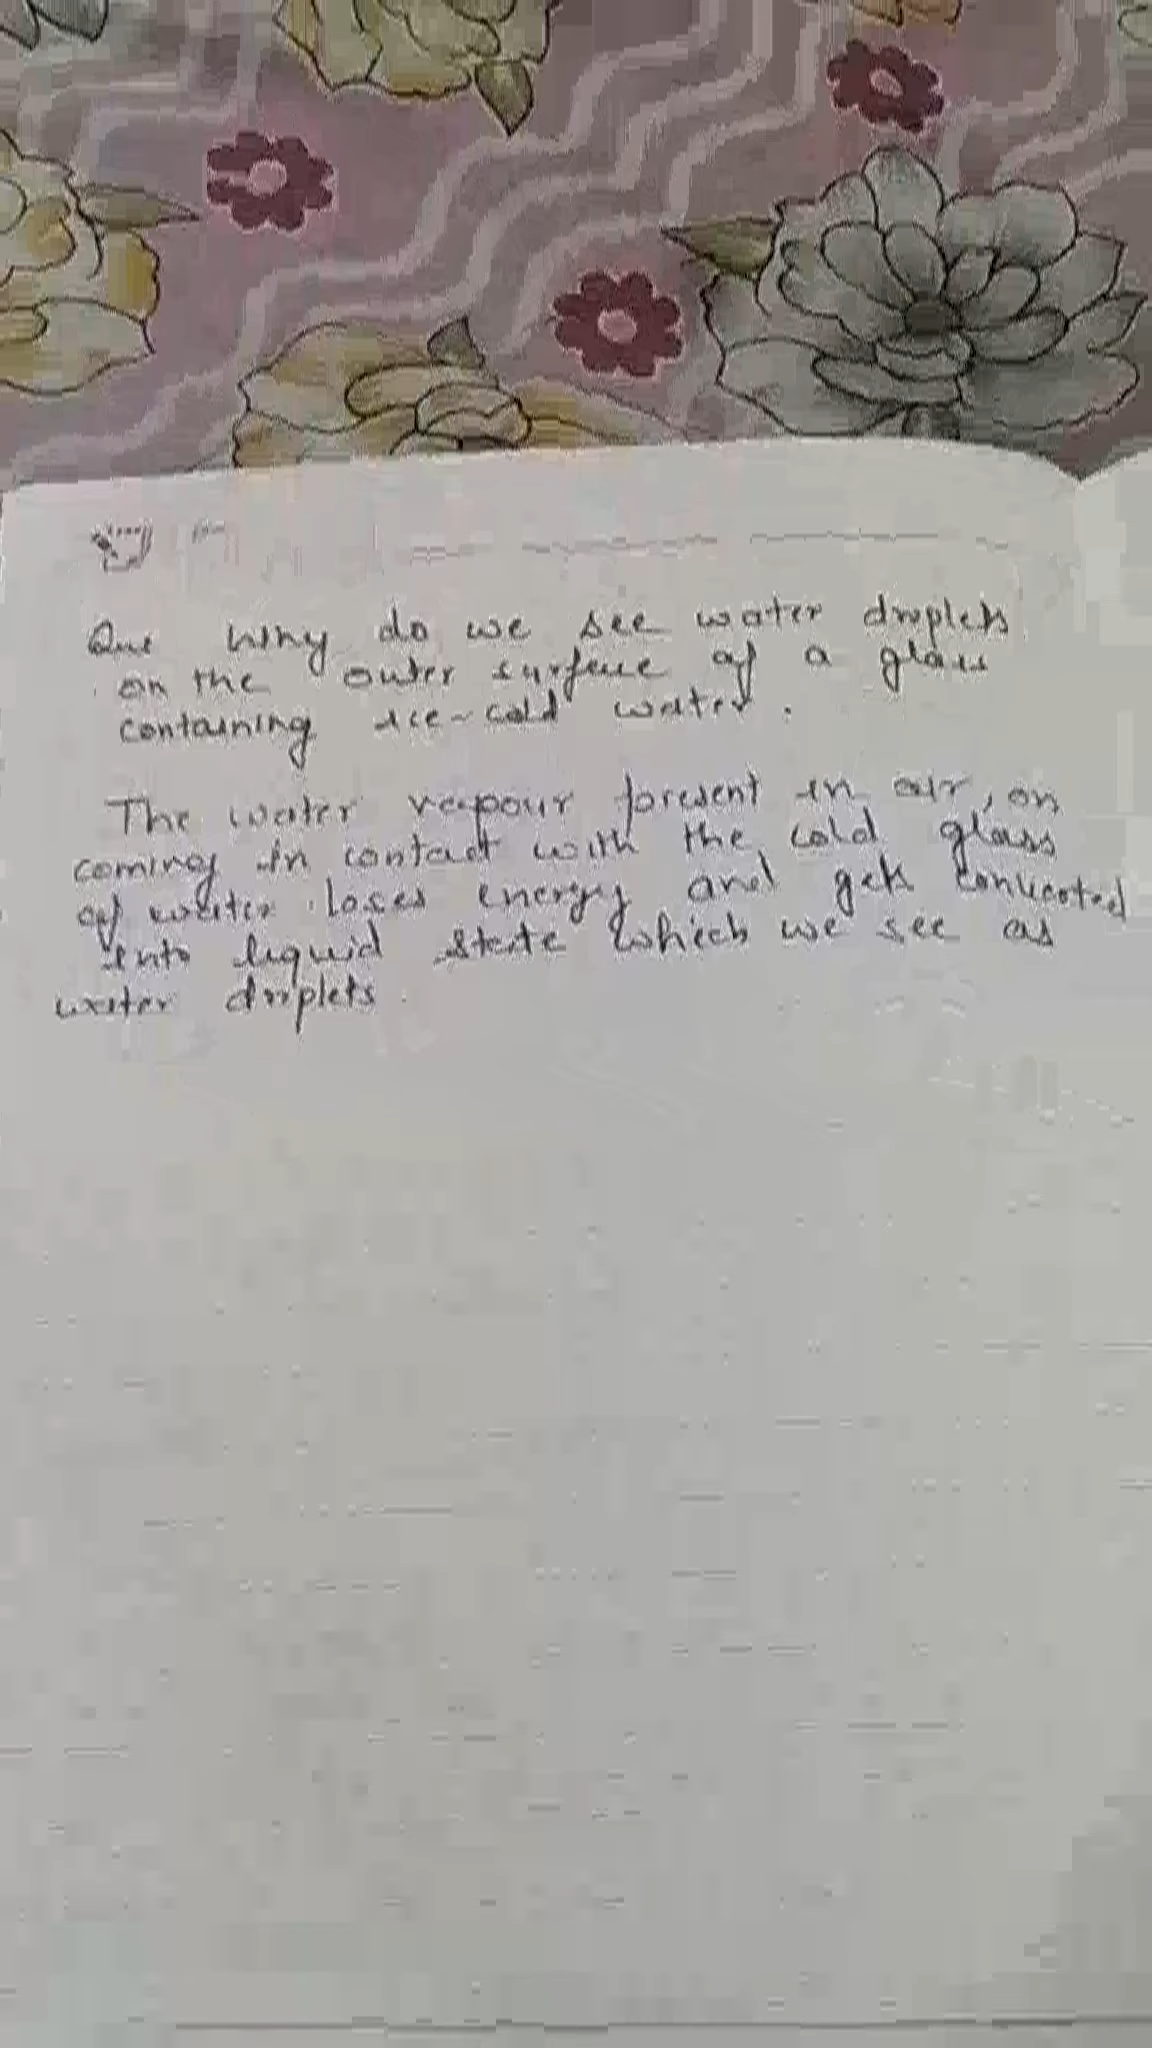 Que Why do we see water droplets
on the outer surface of a glass
containing ice-cold water.
The water vapour present in air, on
coming in contact with the cold glass
of water loses energy and gets converted
into liquid state which we see as
water droplets.